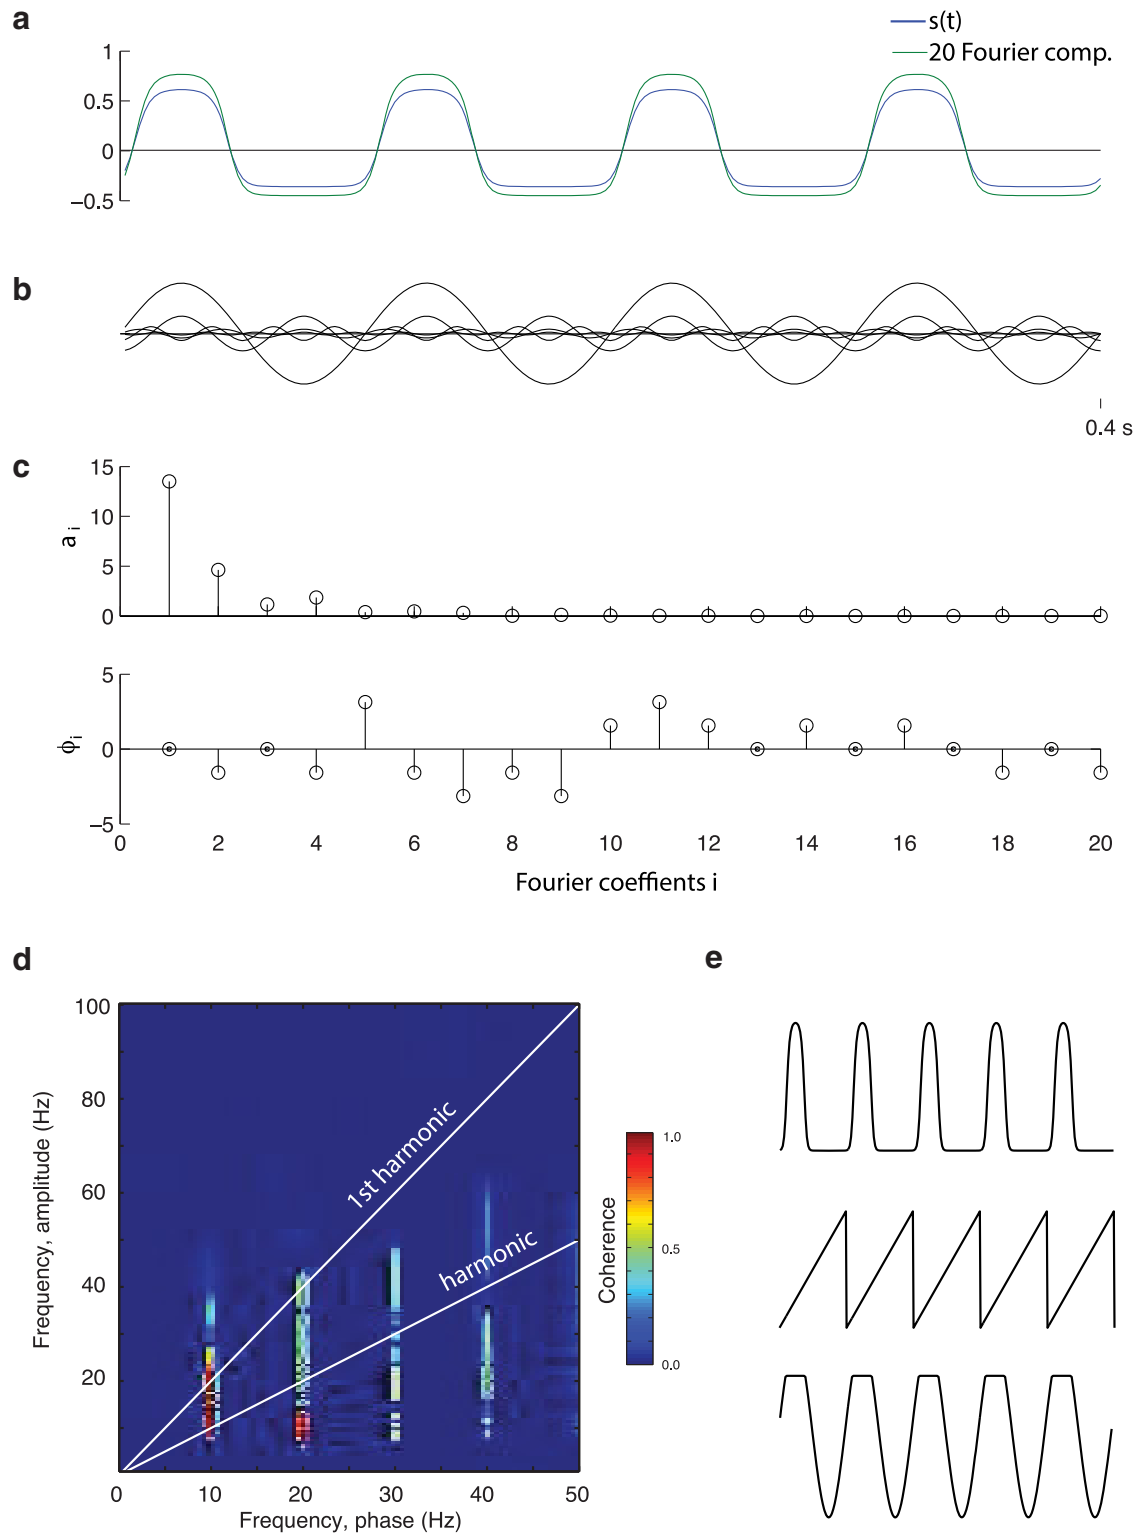 a
s(t)
20 Fourier comp.
1
0.5
0
−0.5
b
0.4 s
c
15
10
5
0
a i
5
0
−5
ϕi
0 2 4 6 8 10 12 14 16 18 20
Fourier coeffients i
d
100
80
60
40
20
Frequency, amplitude (Hz)
1st harmonic
harmonic
0 10 20 30 40 50
Frequency, phase (Hz)
1.0
0.5
0.0
Coherence
e